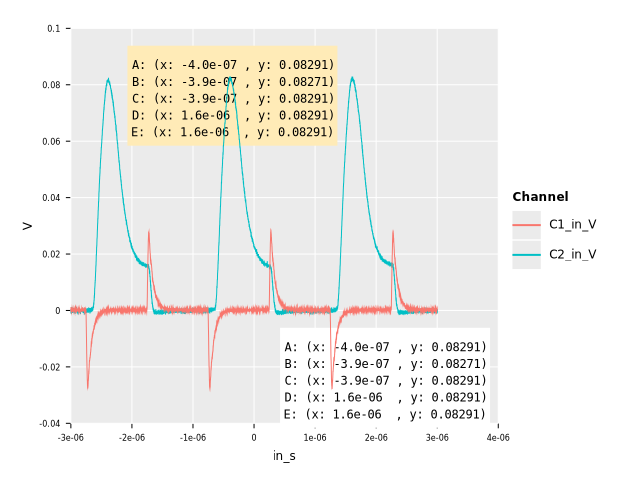 0.1
0.08
0.06
0.04
0.02
0
-0.02
-0.04
V
A: (x: -4.0e-07 , y: 0.08291)
B: (x: -3.9e-07 , y: 0.08271)
C: (x: -3.9e-07 , y: 0.08291)
D: (x: 1.6e-06  , y: 0.08291)
E: (x: 1.6e-06  , y: 0.08291)
Channel
C1_in_V
C2_in_V
A: (x: -4.0e-07 , y: 0.08291)
B: (x: -3.9e-07 , y: 0.08271)
C: (x: -3.9e-07 , y: 0.08291)
D: (x: 1.6e-06  , y: 0.08291)
E: (x: 1.6e-06  , y: 0.08291)
-3e-06 -2e-06 -1e-06 0 1e-06 2e-06 3e-06 4e-06
in_s